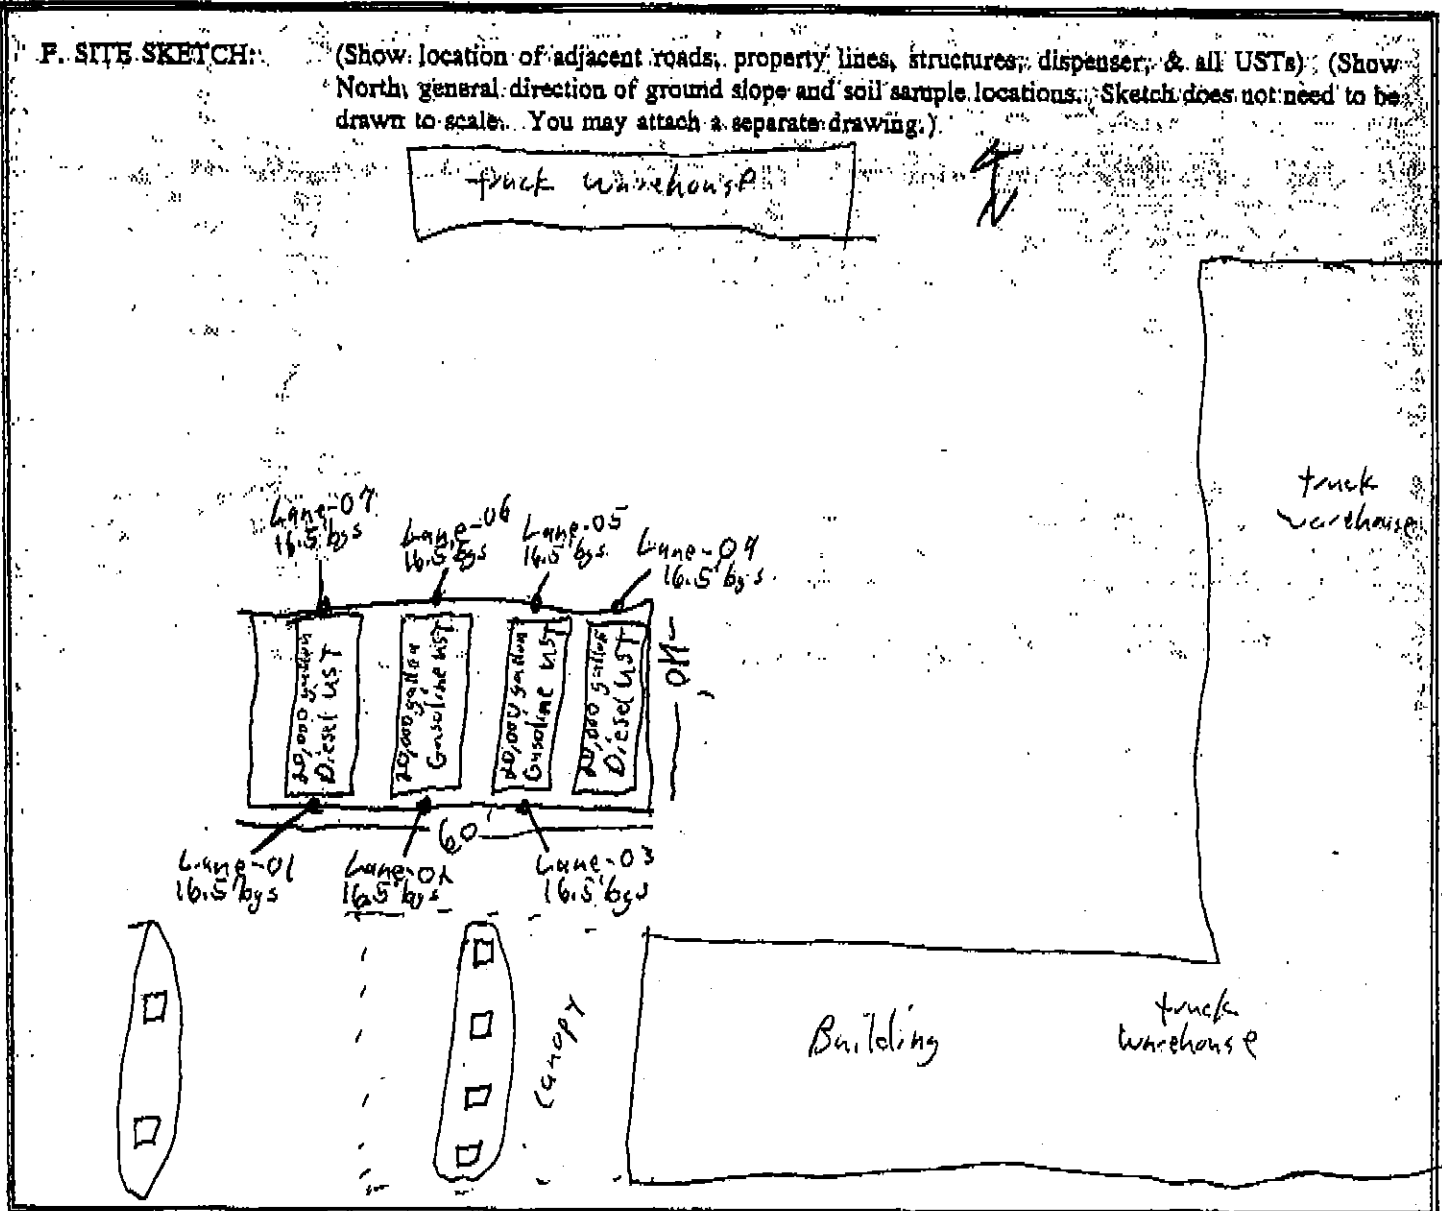 F. SITE SKETCH: (Show location of adjacent roads, property lines, structures, dispenser, & all USTs) (Show
North, general direction of ground slope and soil sample locations. Sketch does not need to be
drawn to scale. You may attach a separate drawing.)
truck warehouse
N
truck
warehouse
Lane-07
16.5' bgs
Lane-06
16.5' bgs
Lane-05
16.5' bgs
Lane-04
16.5' bgs
20,000 gallon
Diesel UST
20,000 gallon
Gasoline UST
20,000 gallon
Gasoline UST
20,000 gallon
Diesel UST
40'
60'
Lane-01
16.5' bgs
Lane-02
16.5' bgs
Lane-03
16.5' bgs
Canopy
Building
truck
warehouse